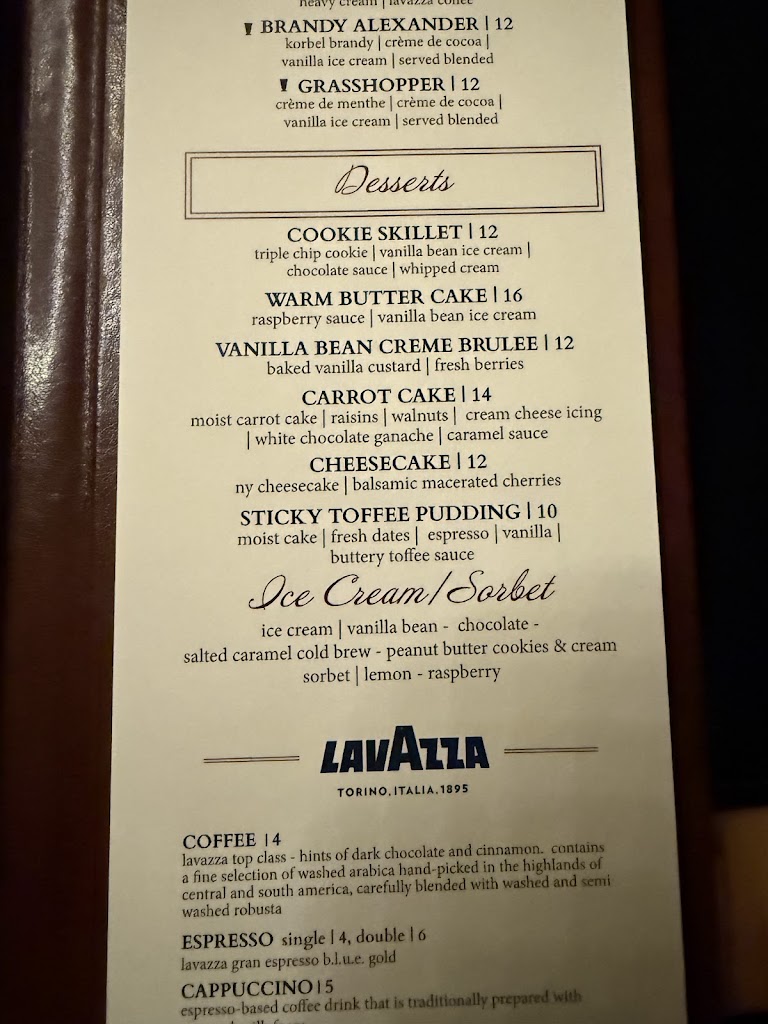 heavy cream | lavazza coffee
BRANDY ALEXANDER | 12
korbel brandy | crème de cocoa |
vanilla ice cream | served blended
GRASSHOPPER | 12
crème de menthe | crème de cocoa |
vanilla ice cream | served blended
Desserts
COOKIE SKILLET | 12
triple chip cookie | vanilla bean ice cream |
chocolate sauce | whipped cream
WARM BUTTER CAKE | 16
raspberry sauce | vanilla bean ice cream
VANILLA BEAN CREME BRULEE | 12
baked vanilla custard | fresh berries
CARROT CAKE | 14
moist carrot cake | raisins | walnuts | cream cheese icing
| white chocolate ganache | caramel sauce
CHEESECAKE | 12
ny cheesecake | balsamic macerated cherries
STICKY TOFFEE PUDDING | 10
moist cake | fresh dates | espresso | vanilla |
buttery toffee sauce
Ice Cream/Sorbet
ice cream | vanilla bean - chocolate -
salted caramel cold brew - peanut butter cookies & cream
sorbet | lemon - raspberry
LAVAZZA
TORINO, ITALIA, 1895
COFFEE | 4
lavazza top class - hints of dark chocolate and cinnamon. contains
a fine selection of washed arabica hand-picked in the highlands of
central and south america, carefully blended with washed and semi
washed robusta
ESPRESSO single | 4, double | 6
lavazza gran espresso b.l.u.e. gold
CAPPUCCINO | 5
espresso-based coffee drink that is traditionally prepared with